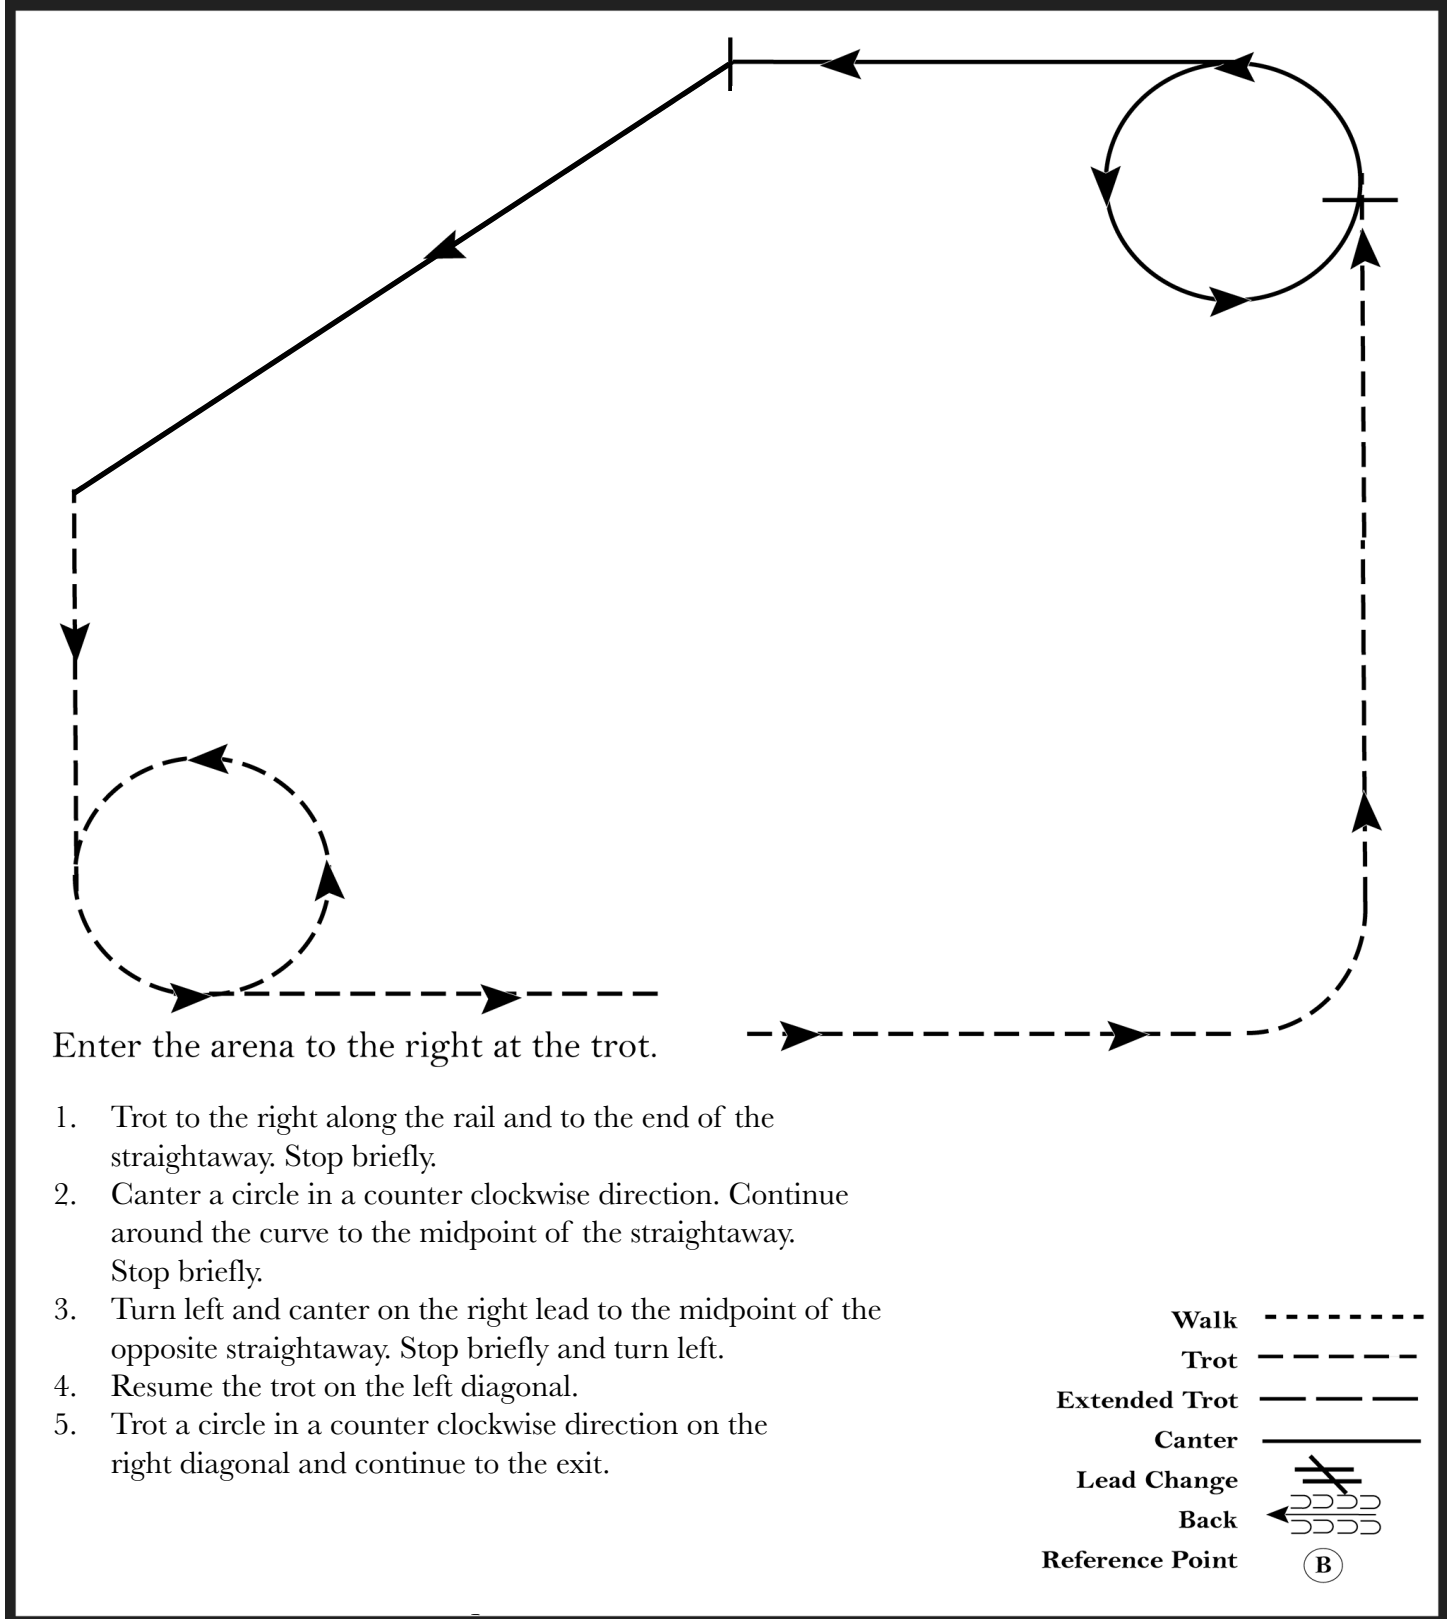 Enter the arena to the right at the trot.
1. Trot to the right along the rail and to the end of the
straightaway. Stop briefly.
2. Canter a circle in a counter clockwise direction. Continue
around the curve to the midpoint of the straightaway.
Stop briefly.
3. Turn left and canter on the right lead to the midpoint of the
opposite straightaway. Stop briefly and turn left.
4. Resume the trot on the left diagonal.
5. Trot a circle in a counter clockwise direction on the
right diagonal and continue to the exit.
Walk
Trot
Extended Trot
Canter
Lead Change
Back
Reference Point B